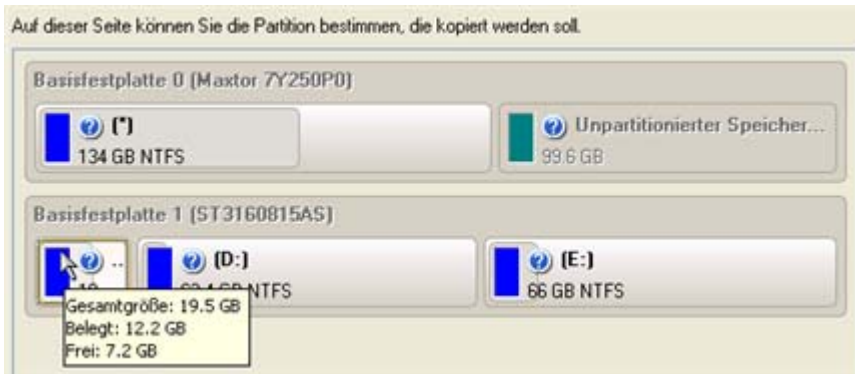 Auf dieser Seite können Sie die Partition bestimmen, die kopiert werden soll.
Basisfestplatte 0 (Maxtor 7Y250P0)
(*)
134 GB NTFS
Unpartitionierter Speicher...
99.6 GB
Basisfestplatte 1 (ST3160815AS)
..
(D:)
NTFS
(E:)
66 GB NTFS
Gesamtgröße: 19.5 GB
Belegt: 12.2 GB
Frei: 7.2 GB